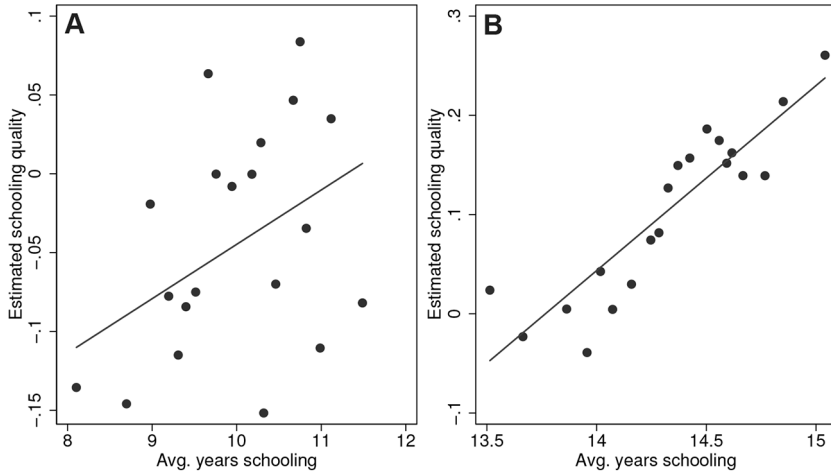 A
Estimated schooling quality
.1
.05
0
-.05
-.1
-.15
8 9 10 11 12
Avg. years schooling
B
Estimated schooling quality
.3
.2
.1
0
-.1
13.5 14 14.5 15
Avg. years schooling